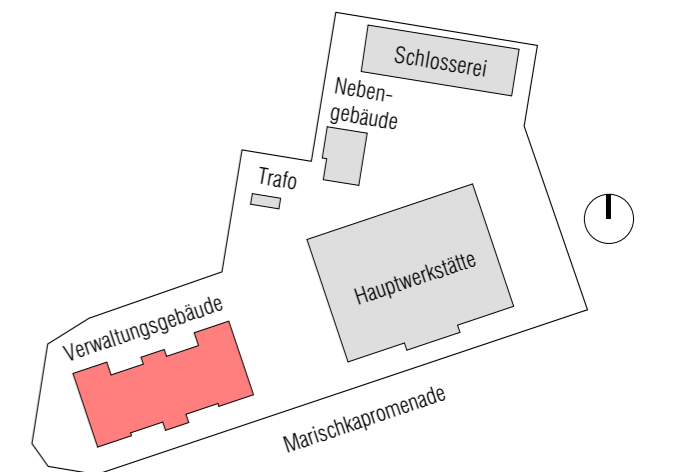 Schlosserei
Neben-
gebäude
Trafo
Hauptwerkstätte
Verwaltungsgebäude
Marischkapromenade